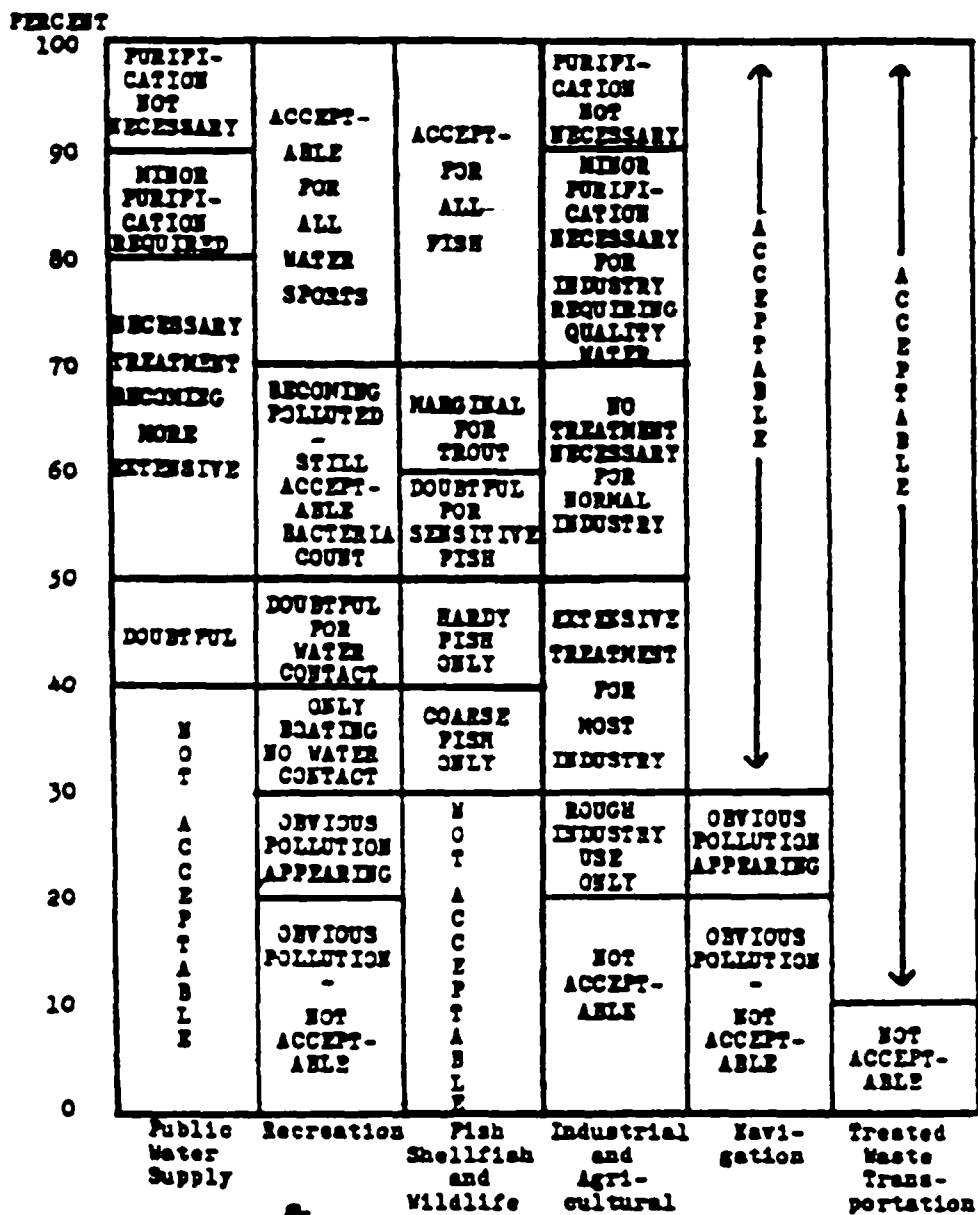 PERCENT
100
90
80
70
60
50
40
30
20
10
0
PURIFI-
CATION
NOT
NECESSARY
MINOR
PURIFI-
CATION
REQUIRED
NECESSARY
TREATMENT
BECOMING
MORE
EXTENSIVE
DOUBTFUL
NOT ACCEPTABLE
Public
Water
Supply
ACCEPT-
ABLE
FOR
ALL
WATER
SPORTS
BECOMING
POLLUTED
-
STILL
ACCEPT-
ABLE
BACTERIA
COUNT
DOUBTFUL
FOR
WATER
CONTACT
ONLY
BOATING
NO WATER
CONTACT
OBVIOUS
POLLUTION
APPEARING
OBVIOUS
POLLUTION
-
NOT
ACCEPT-
ABLE
Recreation
ACCEPT-
FOR
ALL-
FISH
MARGINAL
FOR
TROUT
DOUBTFUL
FOR
SENSITIVE
FISH
HARDY
FISH
ONLY
COARSE
FISH
ONLY
NOT ACCEPTABLE
Fish
Shellfish
and
Wildlife
PURIFI-
CATION
NOT
NECESSARY
MINOR
PURIFI-
CATION
NECESSARY
FOR
INDUSTRY
REQUIRING
QUALITY
WATER
NO
TREATMENT
NECESSARY
FOR
NORMAL
INDUSTRY
EXTENSIVE
TREATMENT
FOR
MOST
INDUSTRY
ROUGH
INDUSTRY
USE
ONLY
NOT
ACCEPT-
ABLE
Industrial
and
Agri-
cultural
ACCEPTABLE
OBVIOUS
POLLUTION
APPEARING
OBVIOUS
POLLUTION
-
NOT
ACCEPT-
ABLE
Navi-
gation
ACCEPTABLE
NOT
ACCEPT-
ABLE
Treated
Waste
Trans-
portation
a.